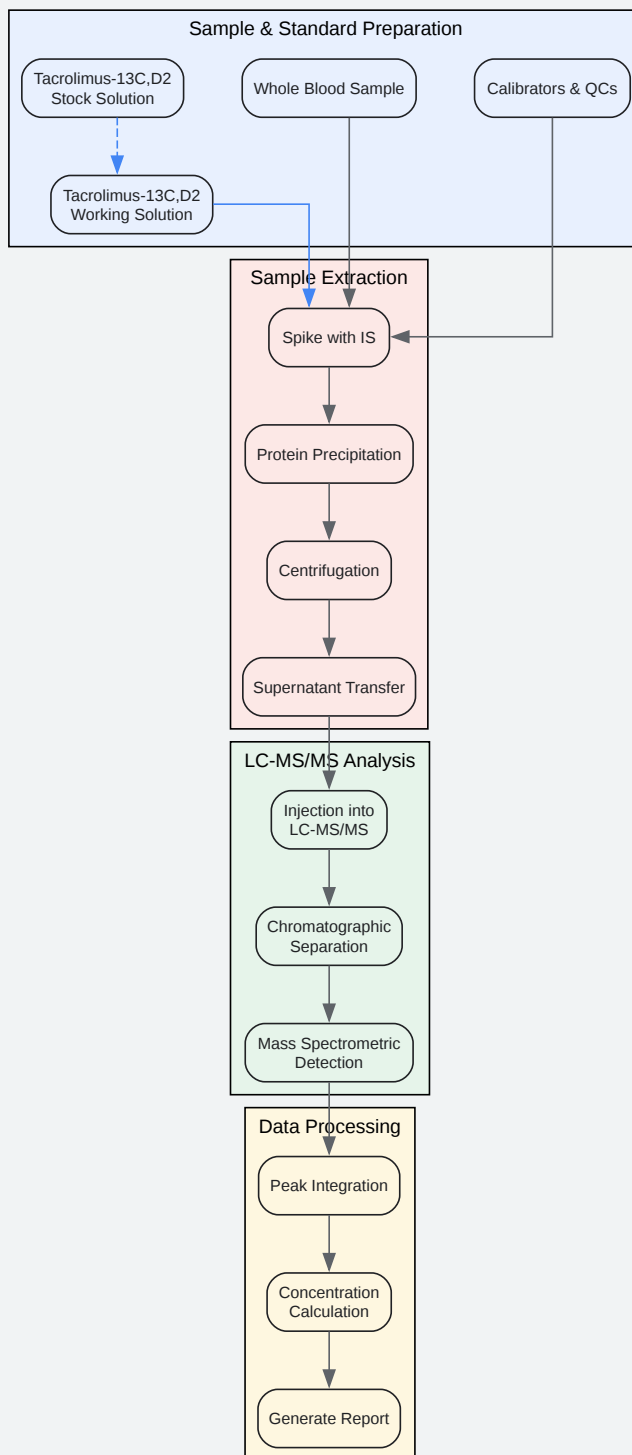 Sample & Standard Preparation
Tacrolimus-13C,D2
Stock Solution
Whole Blood Sample
Calibrators & QCs
Tacrolimus-13C,D2
Working Solution
Sample Extraction
Spike with IS
Protein Precipitation
Centrifugation
Supernatant Transfer
LC-MS/MS Analysis
Injection into
LC-MS/MS
Chromatographic
Separation
Mass Spectrometric
Detection
Data Processing
Peak Integration
Concentration
Calculation
Generate Report